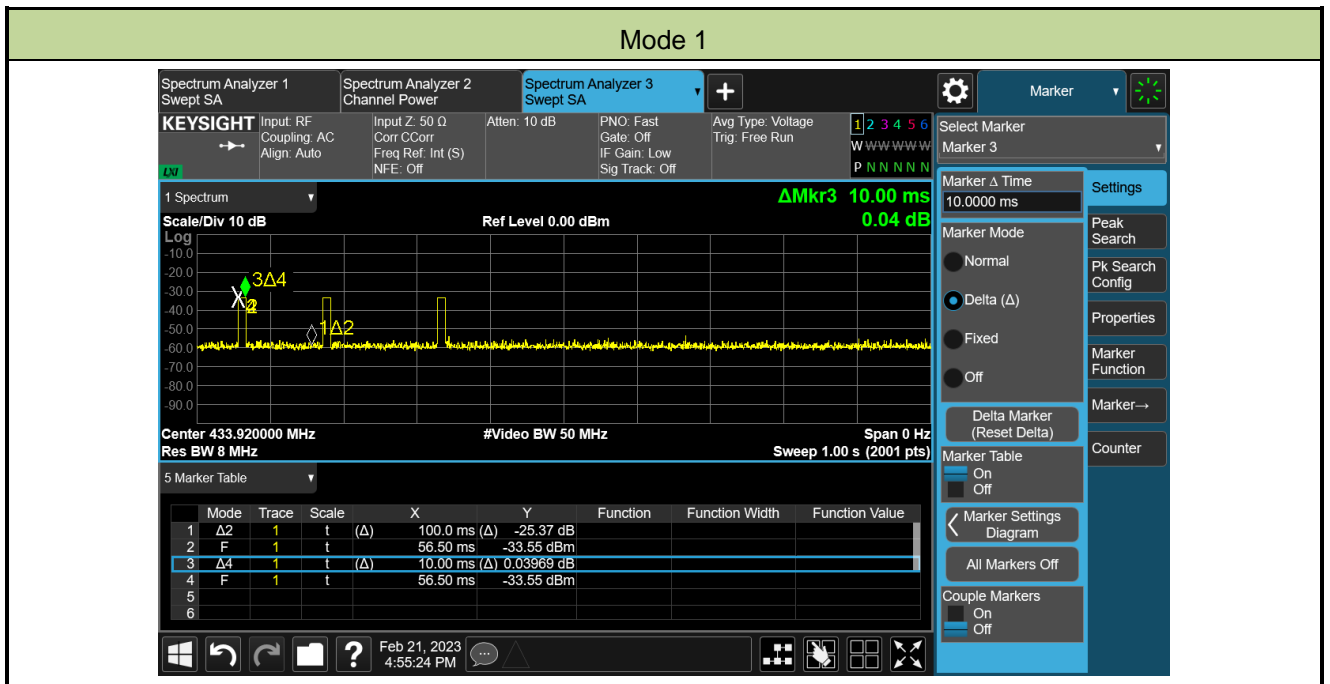 Mode 1
Spectrum Analyzer 1
Swept SA
Spectrum Analyzer 2
Channel Power
Spectrum Analyzer 3
Swept SA
Marker
KEYSIGHT
LXI
Input: RF
Coupling: AC
Align: Auto
Input Z: 50 Ω
Corr CCorr
Freq Ref: Int (S)
NFE: Off
Atten: 10 dB
PNO: Fast
Gate: Off
IF Gain: Low
Sig Track: Off
Avg Type: Voltage
Trig: Free Run
1 2 3 4 5 6
W W W W W W
P N N N N N
Select Marker
Marker 3
1 Spectrum
ΔMkr3 10.00 ms
0.04 dB
Scale/Div 10 dB
Ref Level 0.00 dBm
Log
-10.0
-20.0
-30.0
-40.0
-50.0
-60.0
-70.0
-80.0
-90.0
3Δ4
1Δ2
Center 433.920000 MHz
#Video BW 50 MHz
Span 0 Hz
Res BW 8 MHz
Sweep 1.00 s (2001 pts)
5 Marker Table
Mode Trace Scale X Y Function Function Width Function Value
1 Δ2 1 t (Δ) 100.0 ms (Δ) -25.37 dB
2 F 1 t 56.50 ms -33.55 dBm
3 Δ4 1 t (Δ) 10.00 ms (Δ) 0.03969 dB
4 F 1 t 56.50 ms -33.55 dBm
5
6
Marker Δ Time
10.0000 ms
Marker Mode
Normal
Delta (Δ)
Fixed
Off
Delta Marker
(Reset Delta)
Marker Table
On
Off
Marker Settings
Diagram
All Markers Off
Couple Markers
On
Off
Settings
Peak
Search
Pk Search
Config
Properties
Marker
Function
Marker→
Counter
Feb 21, 2023
4:55:24 PM